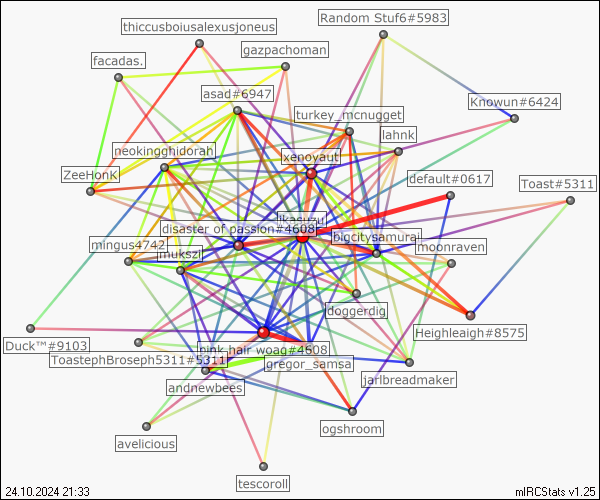 Random Stuf6#5983
thiccusboiusalexusjoneus
gazpachoman
facadas.
asad#6947
Knowun#6424
turkey_mcnugget
lahnk
neokingghidorah
xenoyaut
ZeeHonK
default#0617
Toast#5311
disaster of passion#4608
bigcitysamurai
mingus4742
mukszi
moonraven
doggerdig
Heighleaigh#8575
Duck™#9103
pink hair woag#4608
ToastephBroseph5311#5311
gregor_samsa
jarlbreadmaker
andnewbees
ogshroom
avelicious
tescoroll
24.10.2024 21:33
mIRCStats v1.25